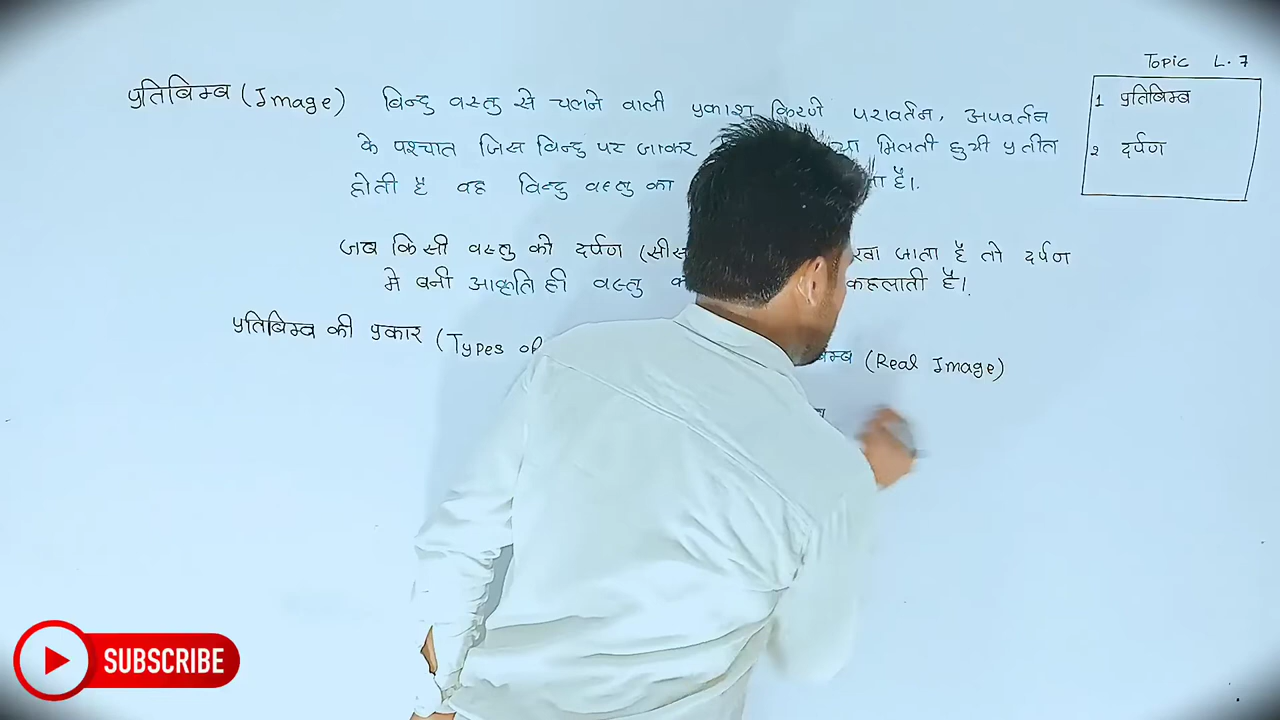 Topic L.7
1 प्रतिबिम्ब
2 दर्पण
प्रतिबिम्ब (Image) बिन्दु वस्तु से चलने वाली प्रकाश किरणे परावर्तन, अपवर्तन
के पश्चात जिस बिन्दु पर जाकर या मिलती हुयी प्रतीत
होती है वह बिन्दु वस्तु का है।
जब किसी वस्तु को दर्पण जाता है तो दर्पण
मे बनी आकृति ही वस्तु कहलाती है।
प्रतिबिम्ब की प्रकार (Types of (Real Image)
SUBSCRIBE